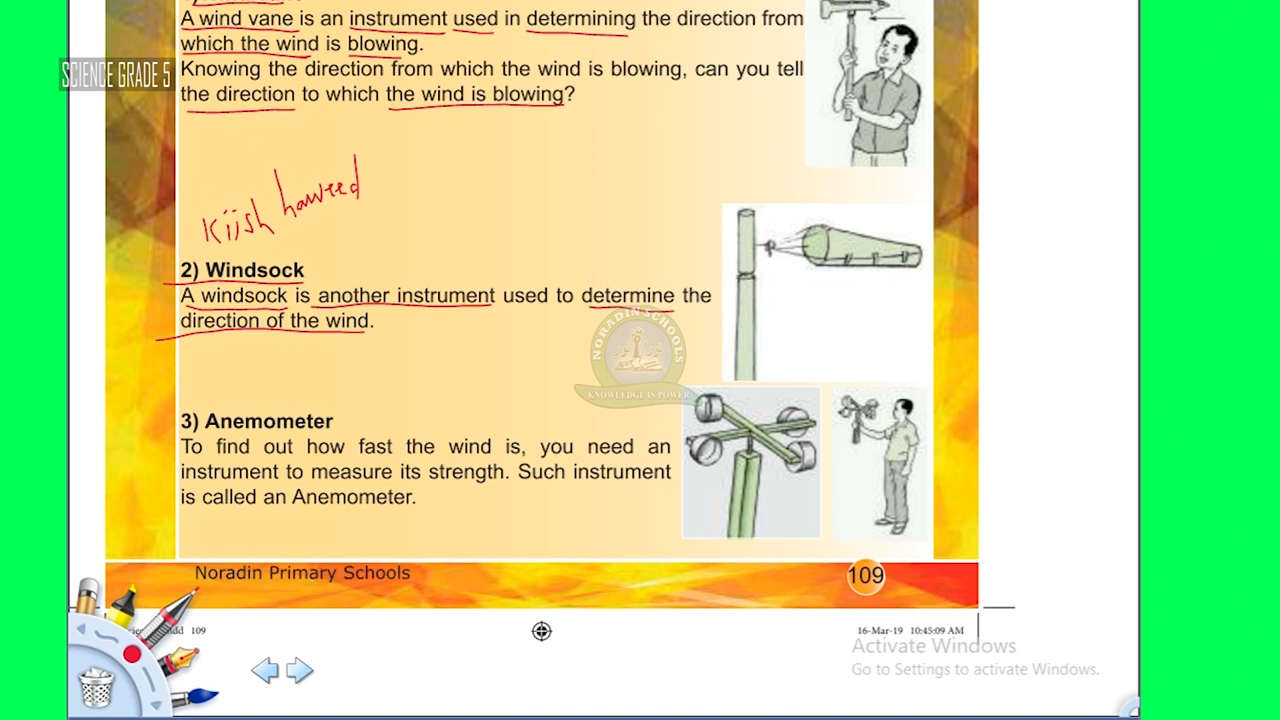 A wind vane is an instrument used in determining the direction from
which the wind is blowing.
Knowing the direction from which the wind is blowing, can you tell
the direction to which the wind is blowing?
SCIENCE GRADE 5
Kiish haweed
2) Windsock
A windsock is another instrument used to determine the
direction of the wind.
NORADIN SCHOOLS
KNOWLEDGE IS POWER
3) Anemometer
To find out how fast the wind is, you need an
instrument to measure its strength. Such instrument
is called an Anemometer.
Noradin Primary Schools
109
109
16-Mar-19 10:45:09 AM
Activate Windows
Go to Settings to activate Windows.